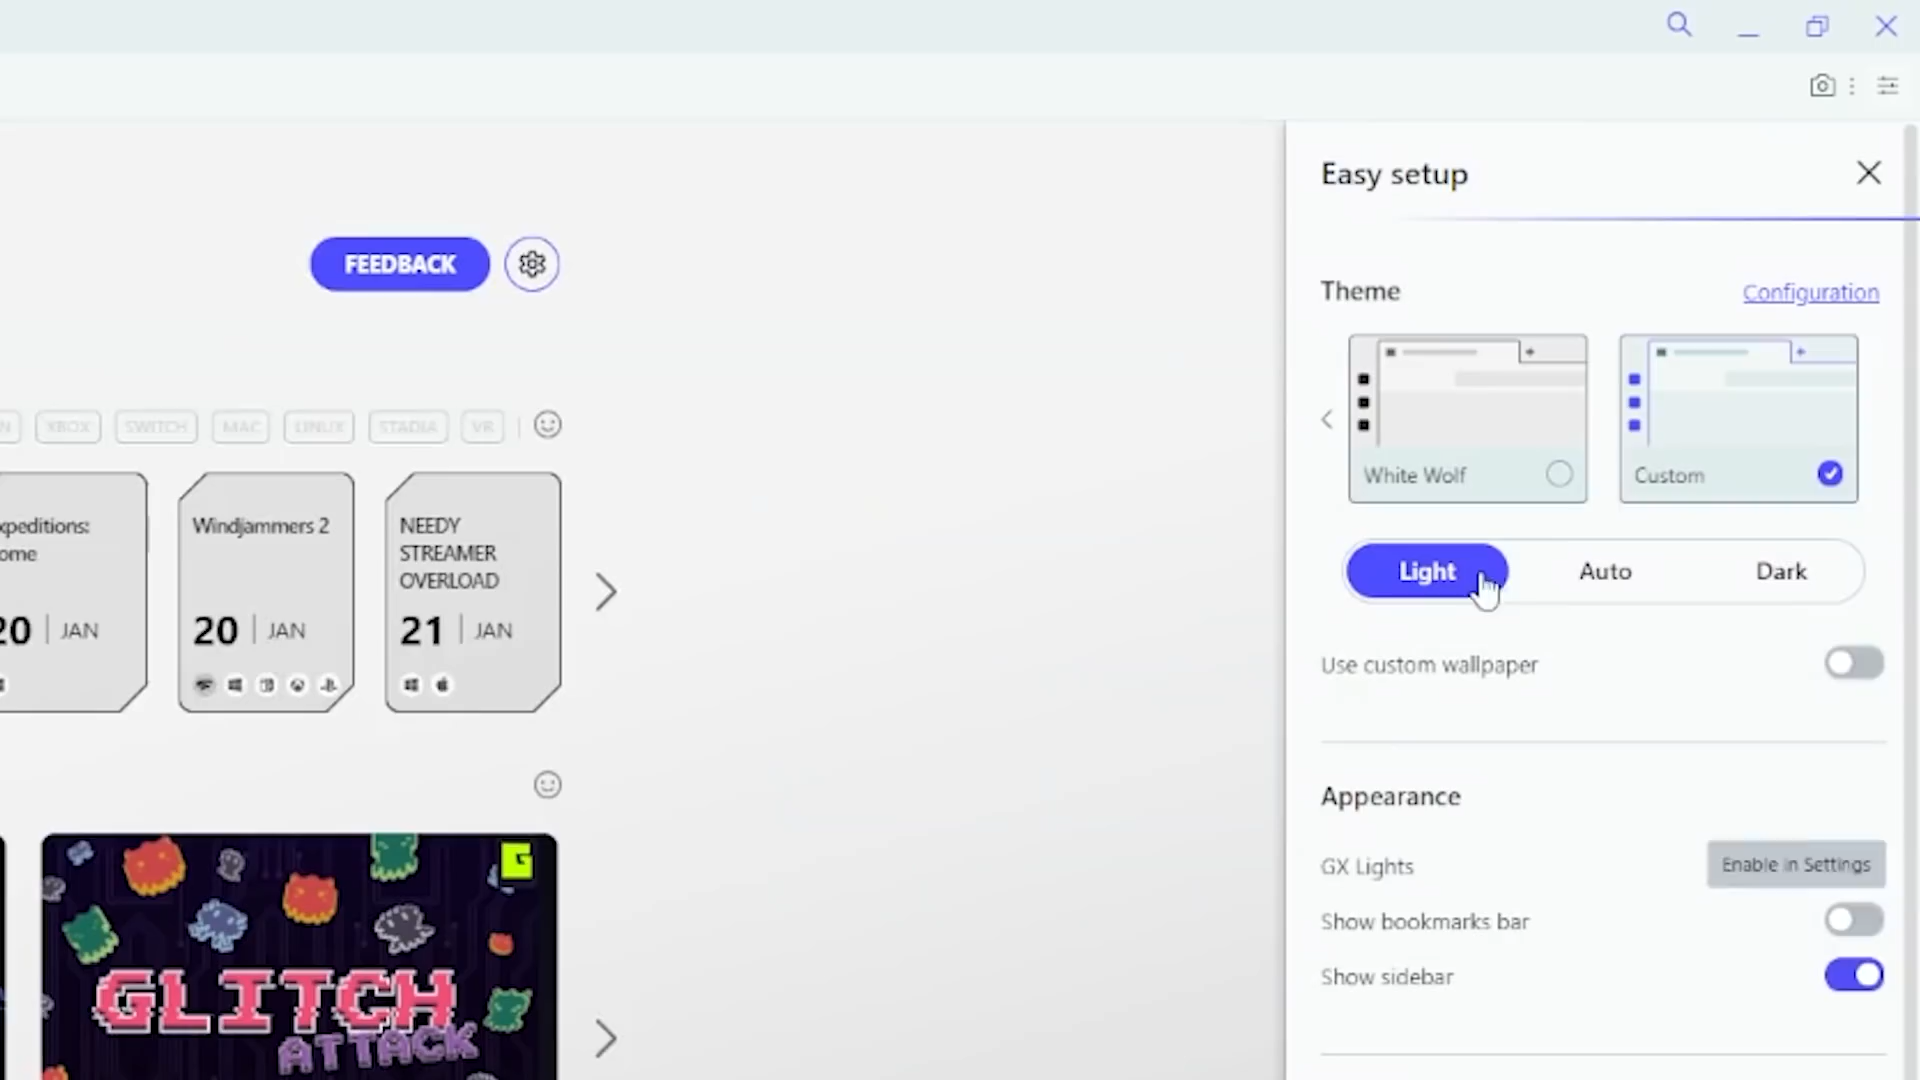 Easy setup
FEEDBACK
Theme
Configuration
White Wolf
Custom
Light
Auto
Dark
XBOX
SWITCH
MAC
LINUX
STADIA
VR
xpeditions:
ome
20 | JAN
Windjammers 2
20 | JAN
NEEDY
STREAMER
OVERLOAD
21 | JAN
Use custom wallpaper
Appearance
GX Lights
Enable in Settings
Show bookmarks bar
Show sidebar
GLITCH
ATTACK